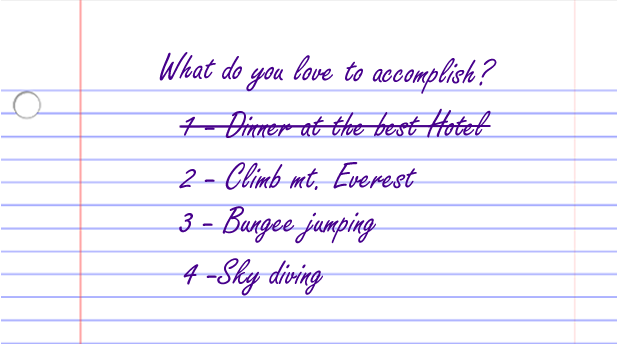 What do you love to accomplish?
1 - Dinner at the best Hotel
2 - Climb mt. Everest
3 - Bungee jumping
4 -Sky diving